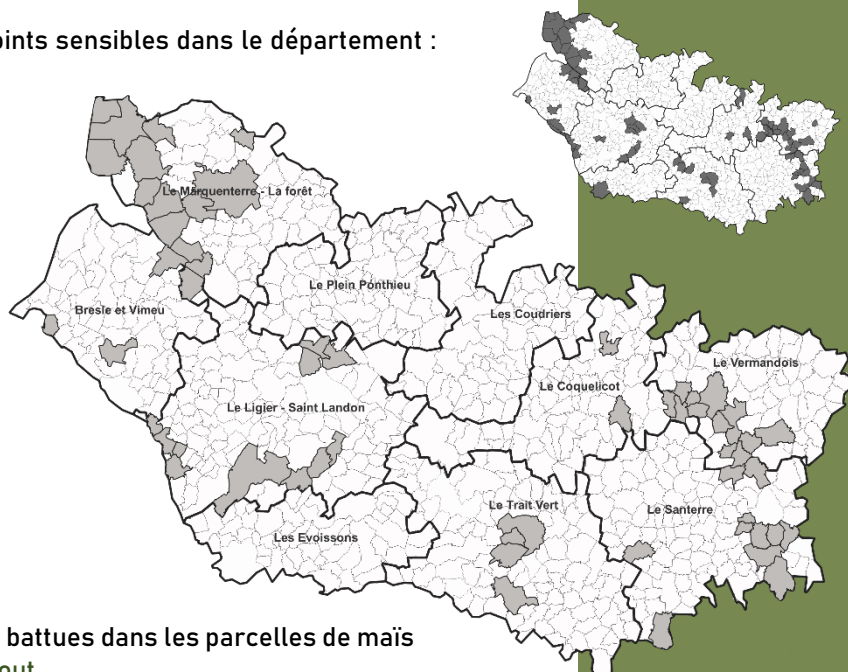 oints sensibles dans le département :
Le Marquenterre - La forêt
Le Plein Ponthieu
Bresle et Vimeu
Les Coudriers
Le Vermandois
Le Coquelicot
Le Ligier - Saint Landon
Le Trait Vert
Le Santerre
Les Evoissons
battues dans les parcelles de maïs